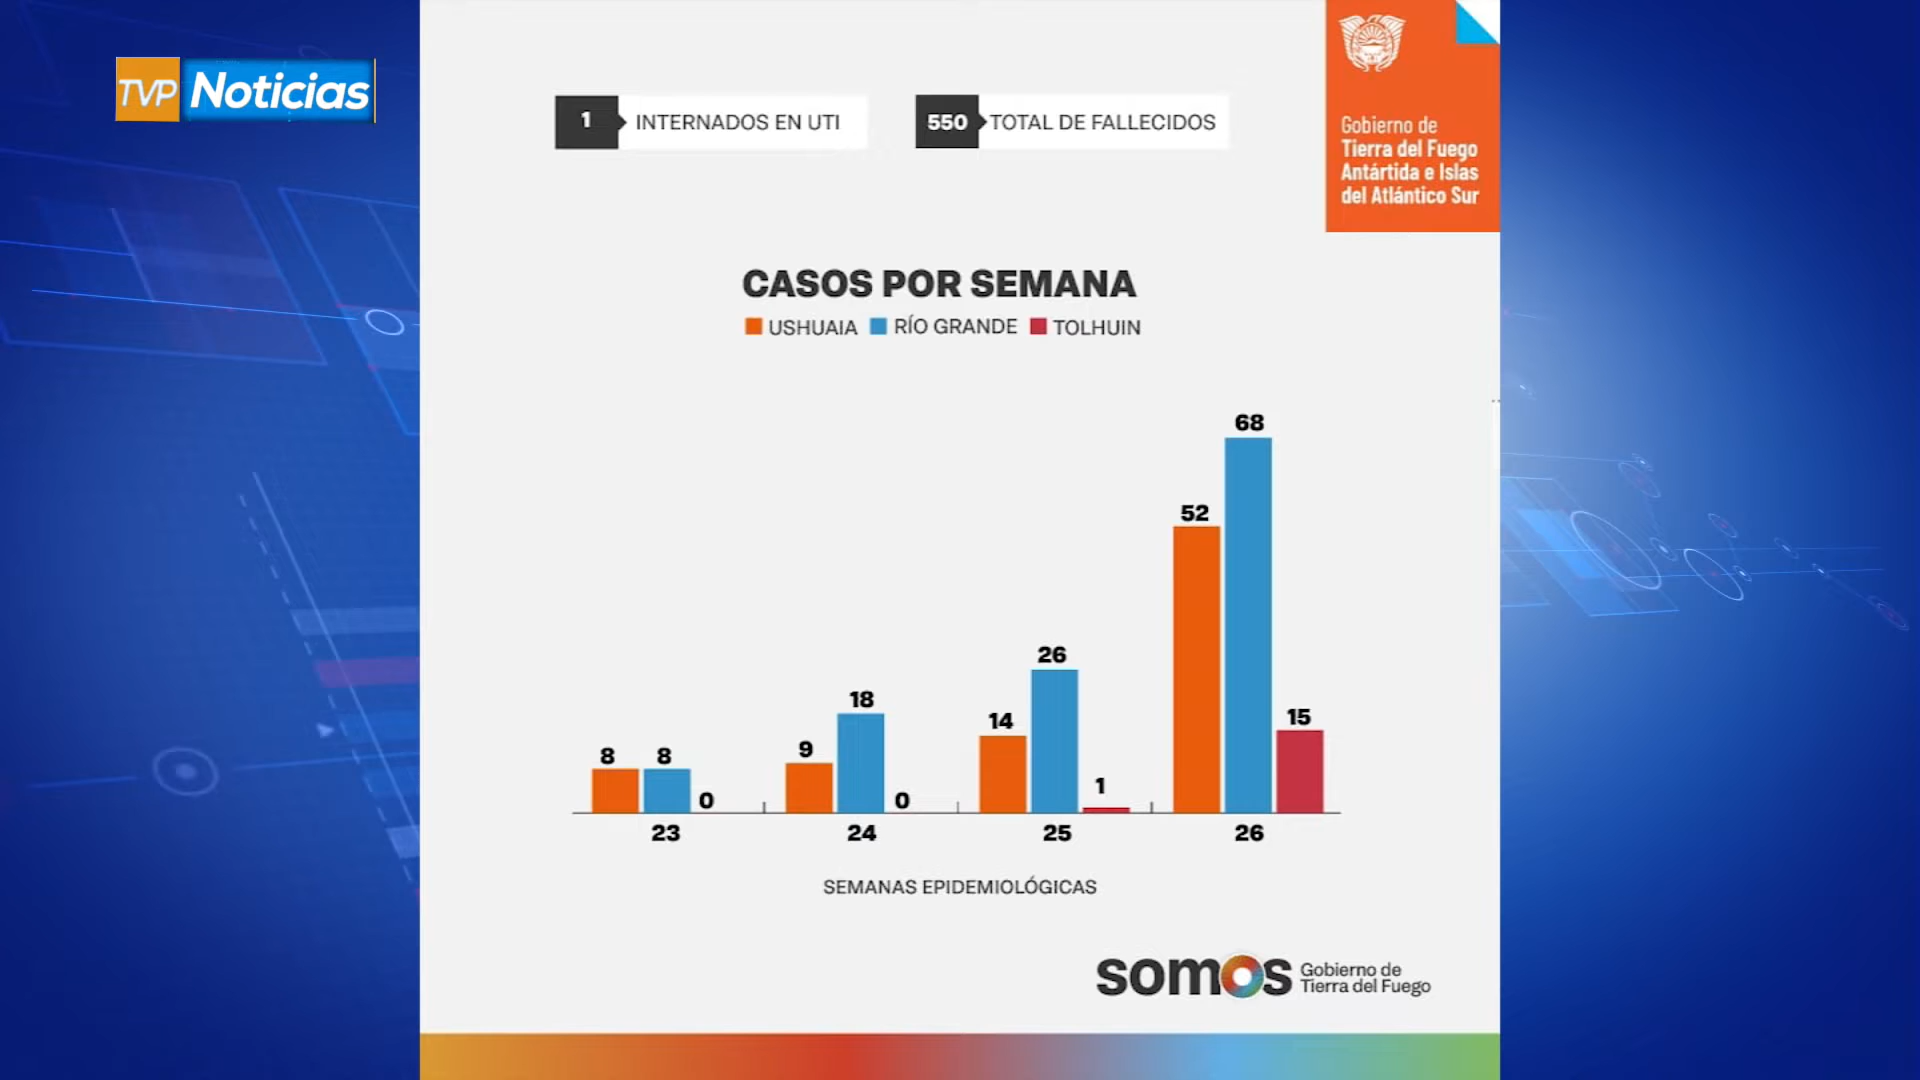 TVP Noticias
1 INTERNADOS EN UTI
550 TOTAL DE FALLECIDOS
Gobierno de
Tierra del Fuego
Antártida e Islas
del Atlántico Sur
CASOS POR SEMANA
USHUAIA RÍO GRANDE TOLHUIN
8 8 0
9 18 0
14 26 1
52 68 15
23 24 25 26
SEMANAS EPIDEMIOLÓGICAS
somos
Gobierno de
Tierra del Fuego